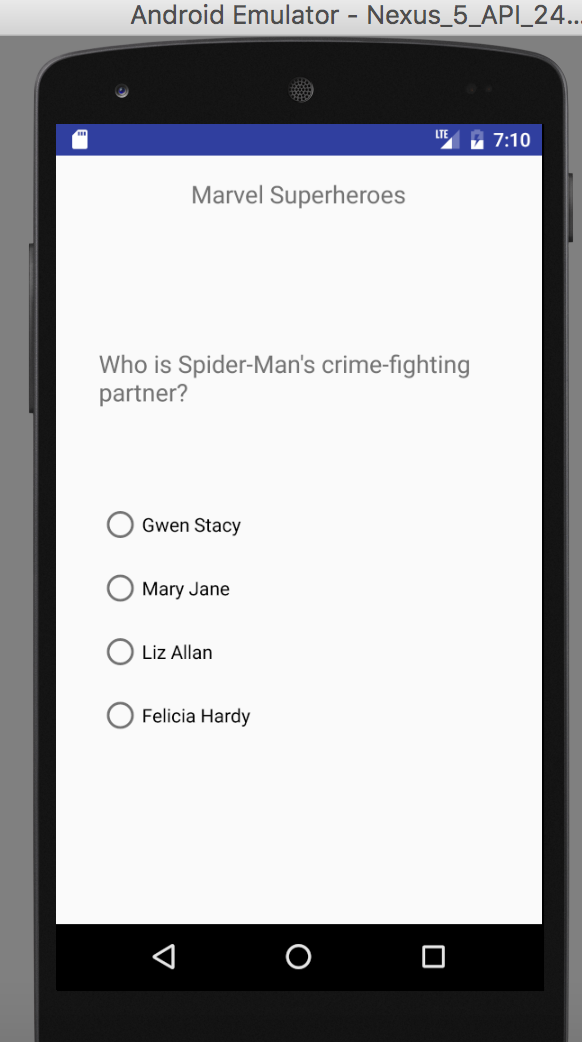 Android Emulator - Nexus_5_API_24...
LTE 7:10
Marvel Superheroes
Who is Spider-Man's crime-fighting
partner?
Gwen Stacy
Mary Jane
Liz Allan
Felicia Hardy